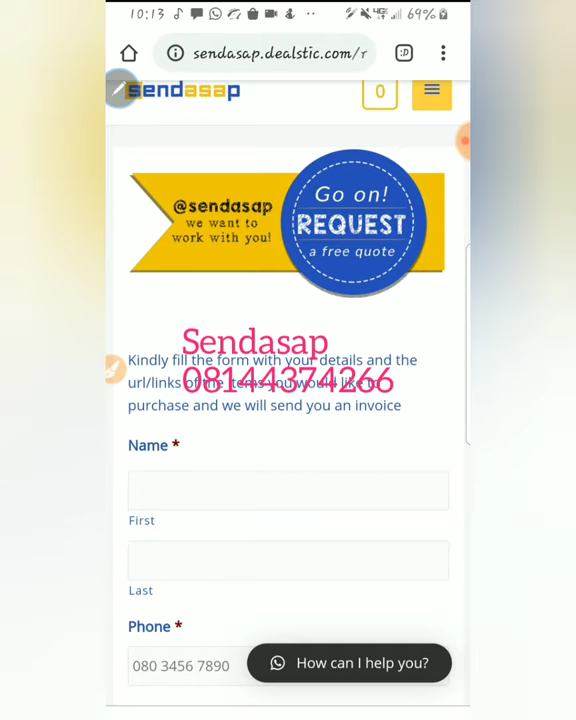 10:13
69%
sendasap.dealstic.com/r
:D
sendasap
0
@sendasap
we want to
work with you!
Go on!
REQUEST
a free quote
Sendasap
08144374266
Kindly fill the form with your details and the
url/links of the items you would like to
purchase and we will send you an invoice
Name *
First
Last
Phone *
080 3456 7890
How can I help you?